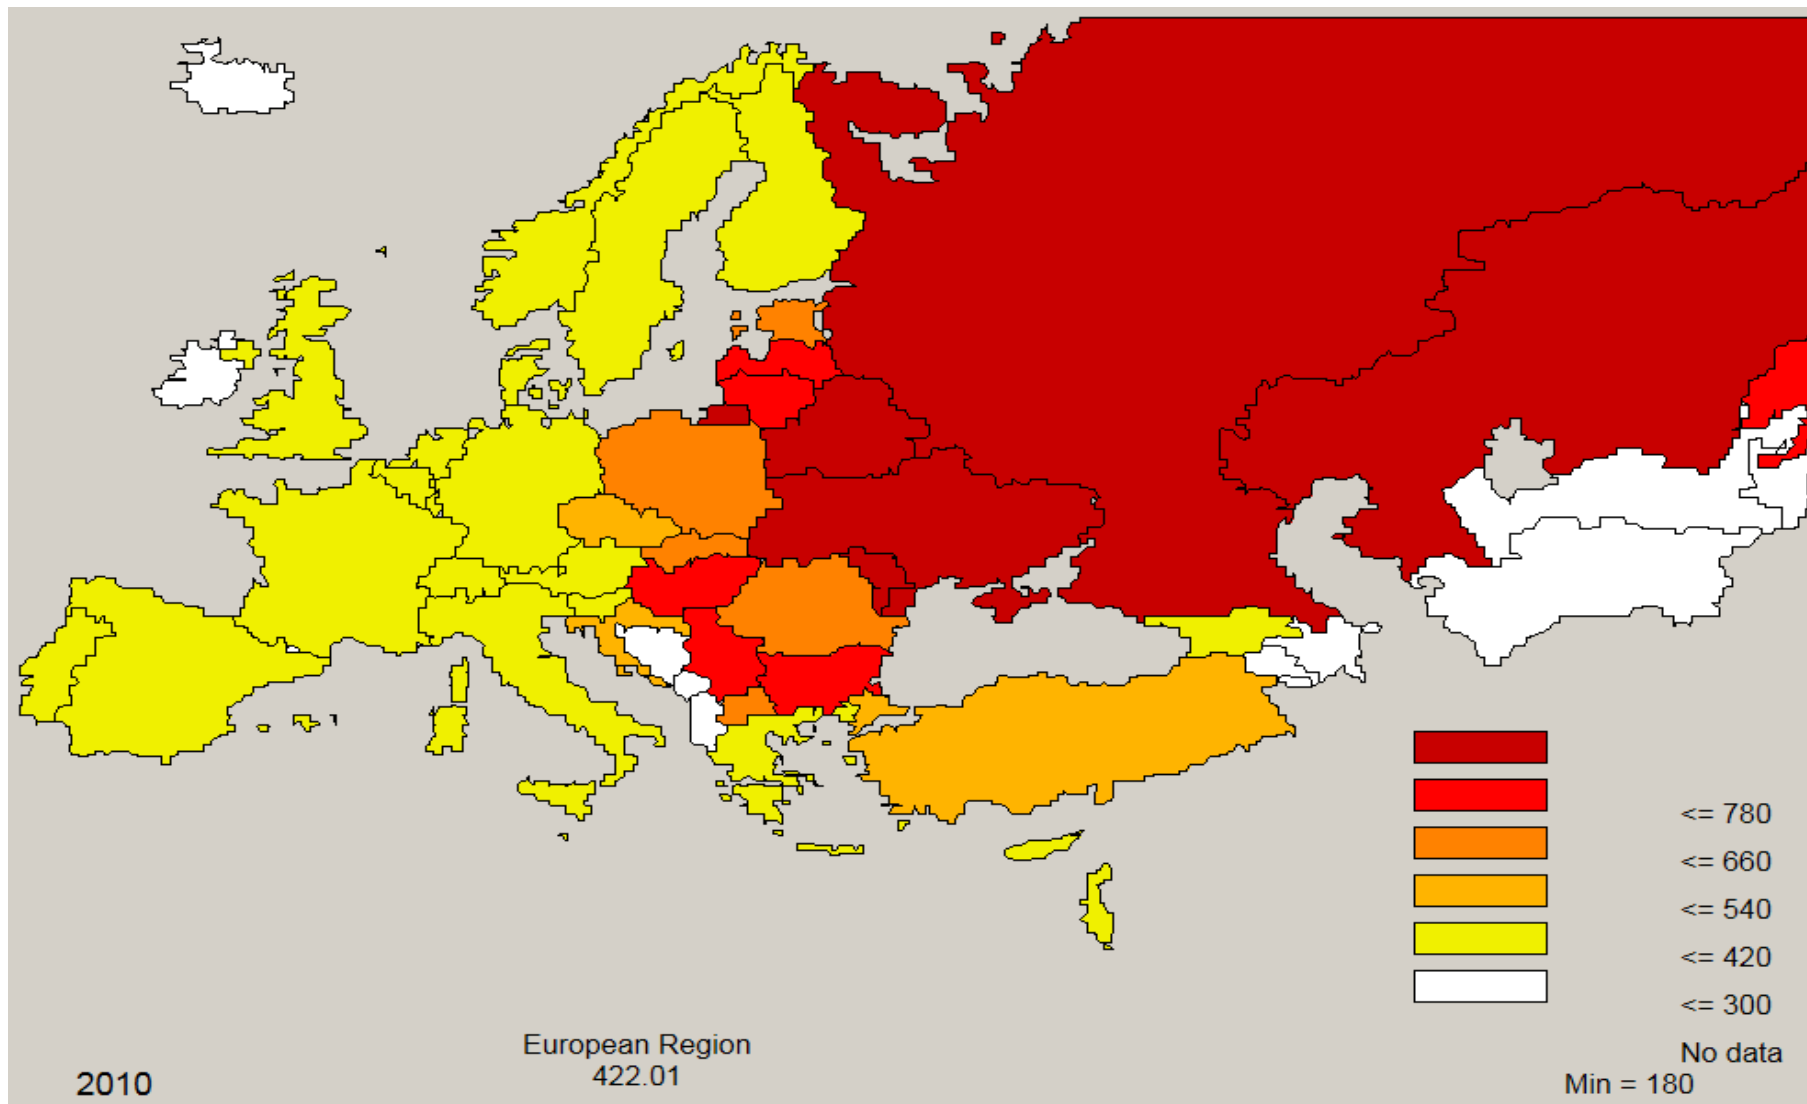 <= 780
<= 660
<= 540
<= 420
<= 300
No data
European Region
422.01
2010
Min = 180